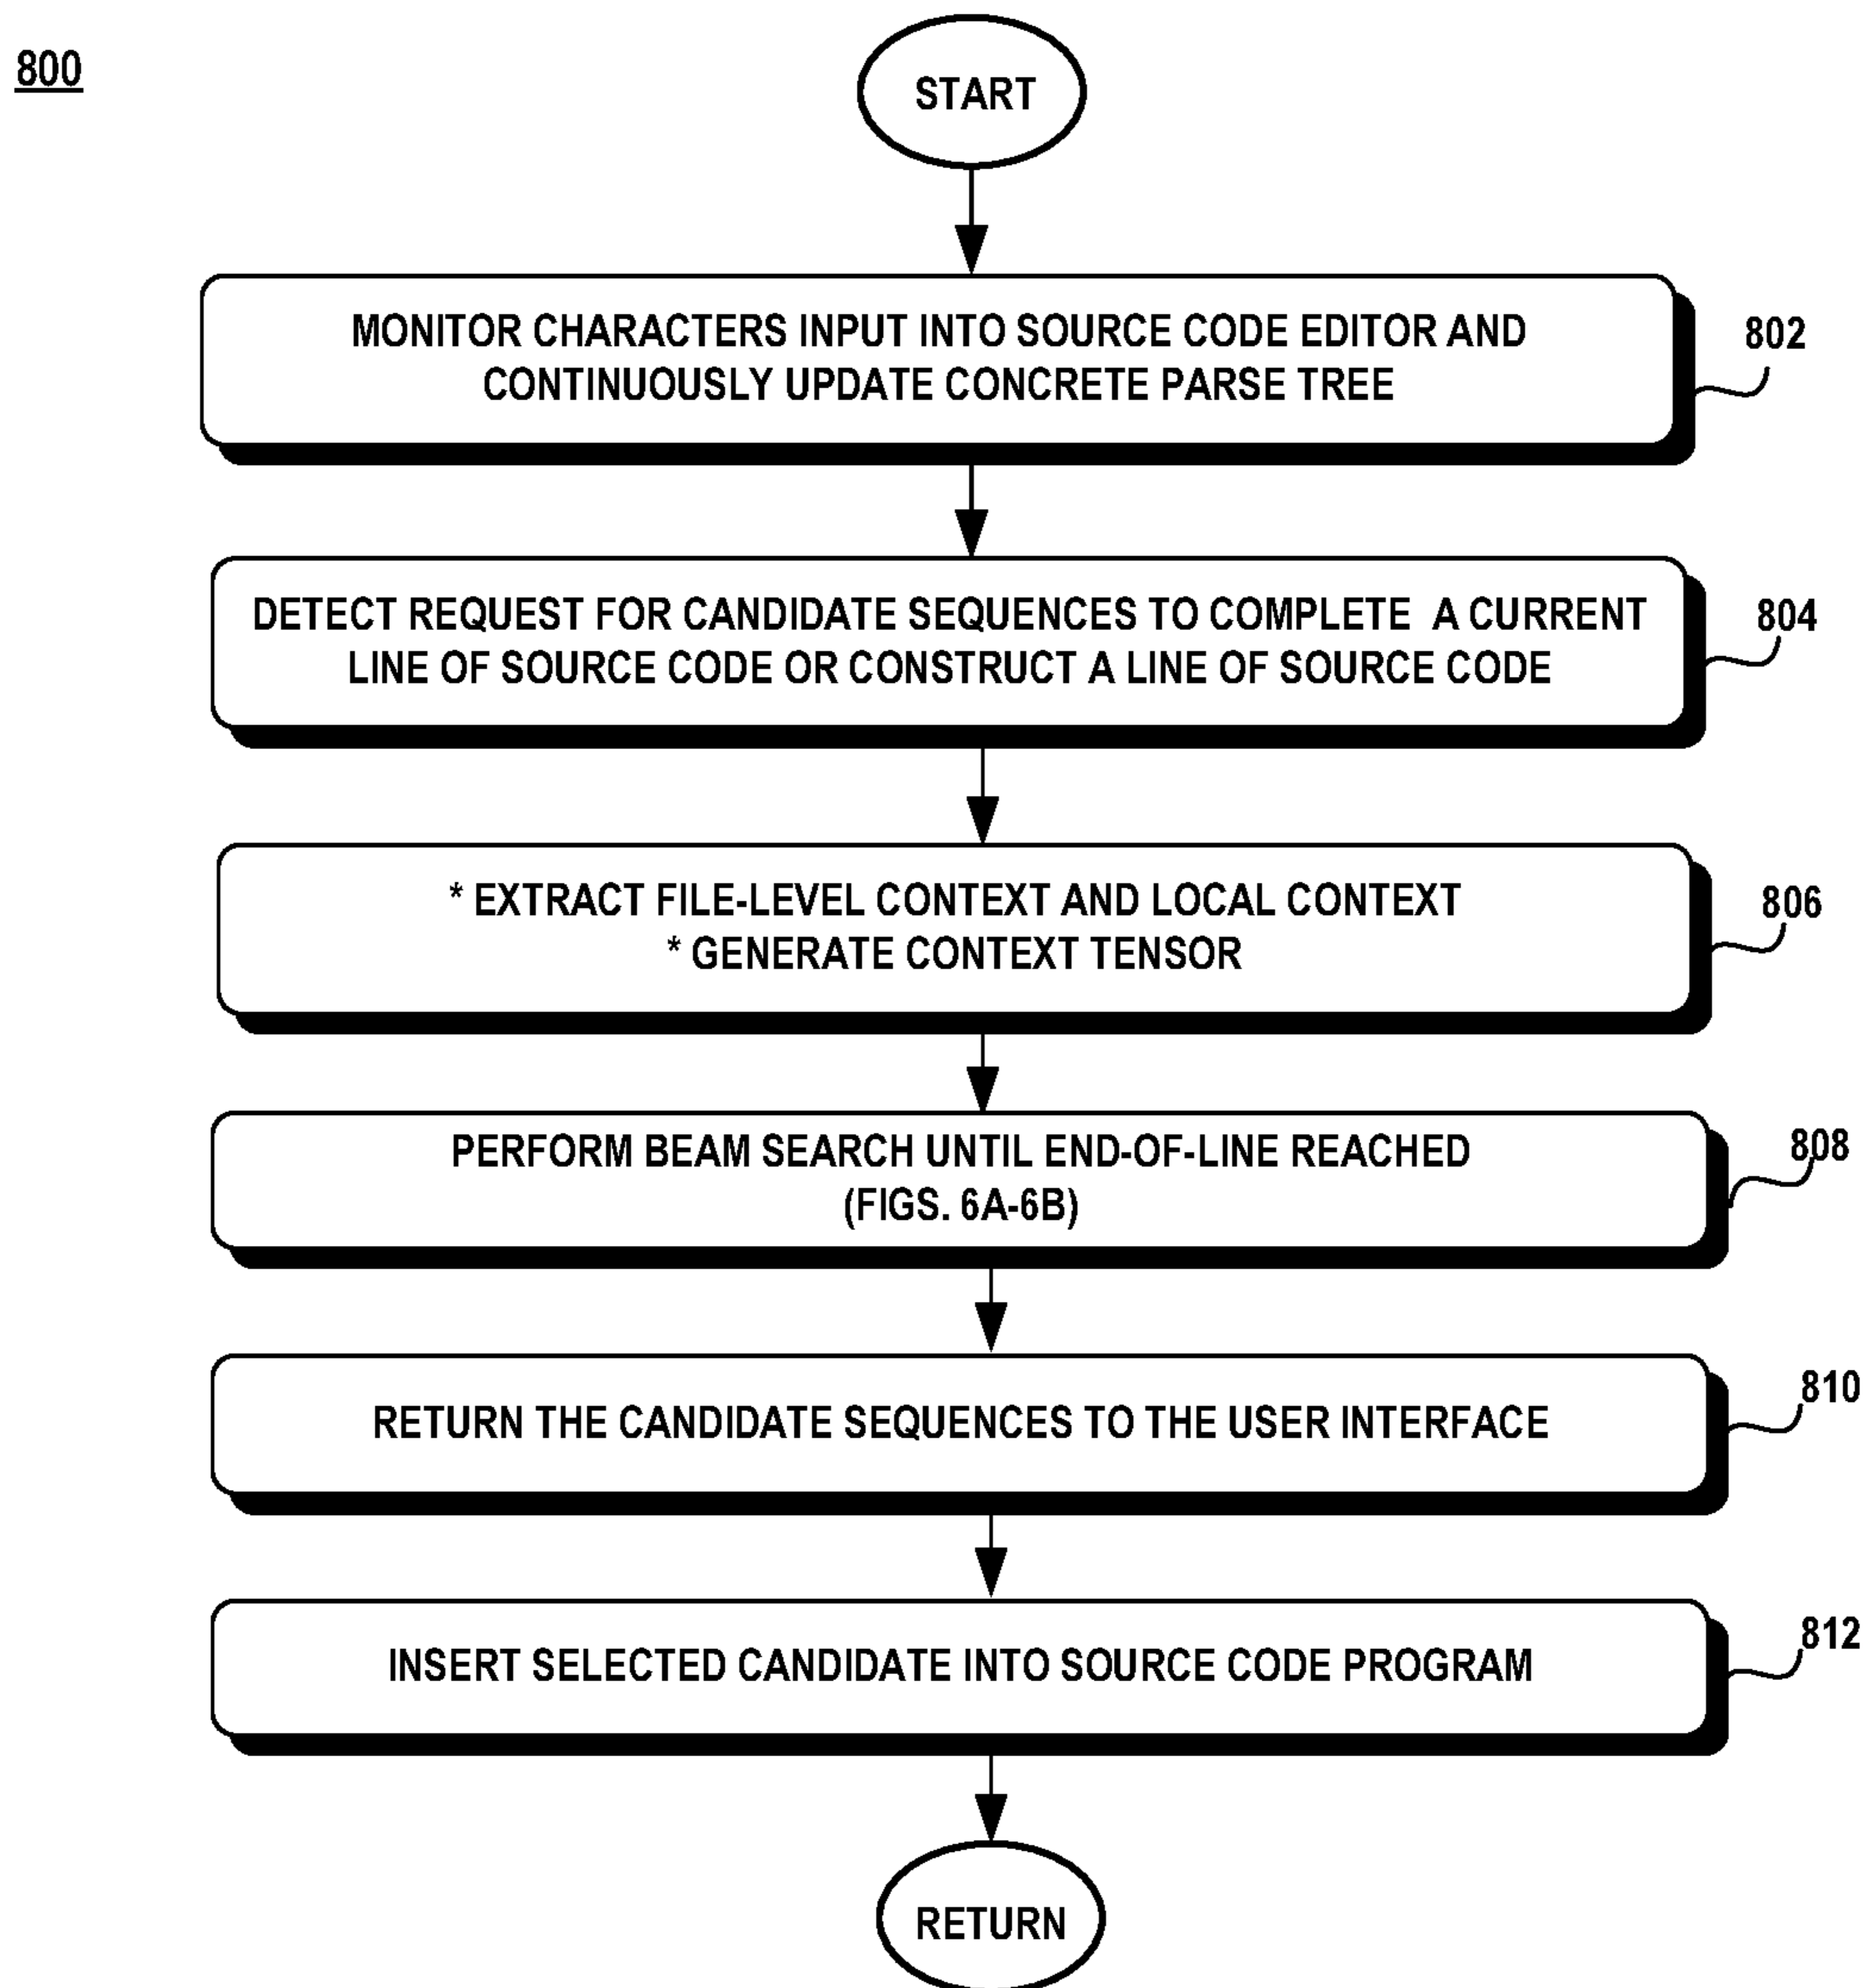 800
START
MONITOR CHARACTERS INPUT INTO SOURCE CODE EDITOR AND
CONTINUOUSLY UPDATE CONCRETE PARSE TREE
802
DETECT REQUEST FOR CANDIDATE SEQUENCES TO COMPLETE A CURRENT
LINE OF SOURCE CODE OR CONSTRUCT A LINE OF SOURCE CODE
804
* EXTRACT FILE-LEVEL CONTEXT AND LOCAL CONTEXT
* GENERATE CONTEXT TENSOR
806
PERFORM BEAM SEARCH UNTIL END-OF-LINE REACHED
(FIGS. 6A-6B)
808
RETURN THE CANDIDATE SEQUENCES TO THE USER INTERFACE
810
INSERT SELECTED CANDIDATE INTO SOURCE CODE PROGRAM
812
RETURN